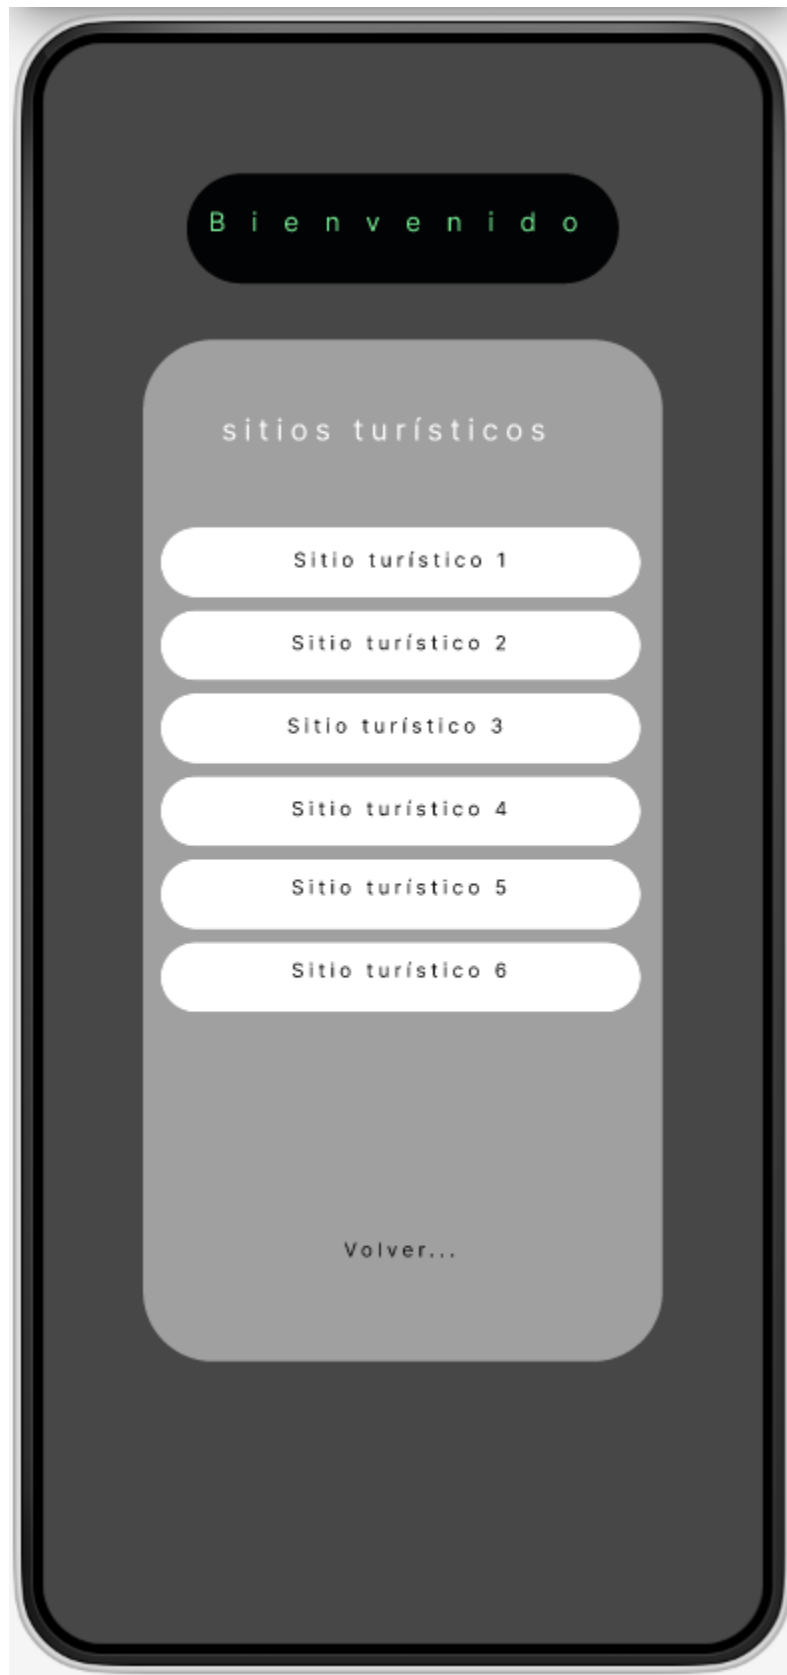 Bienvenido
sitios turísticos
Sitio turístico 1
Sitio turístico 2
Sitio turístico 3
Sitio turístico 4
Sitio turístico 5
Sitio turístico 6
Volver...